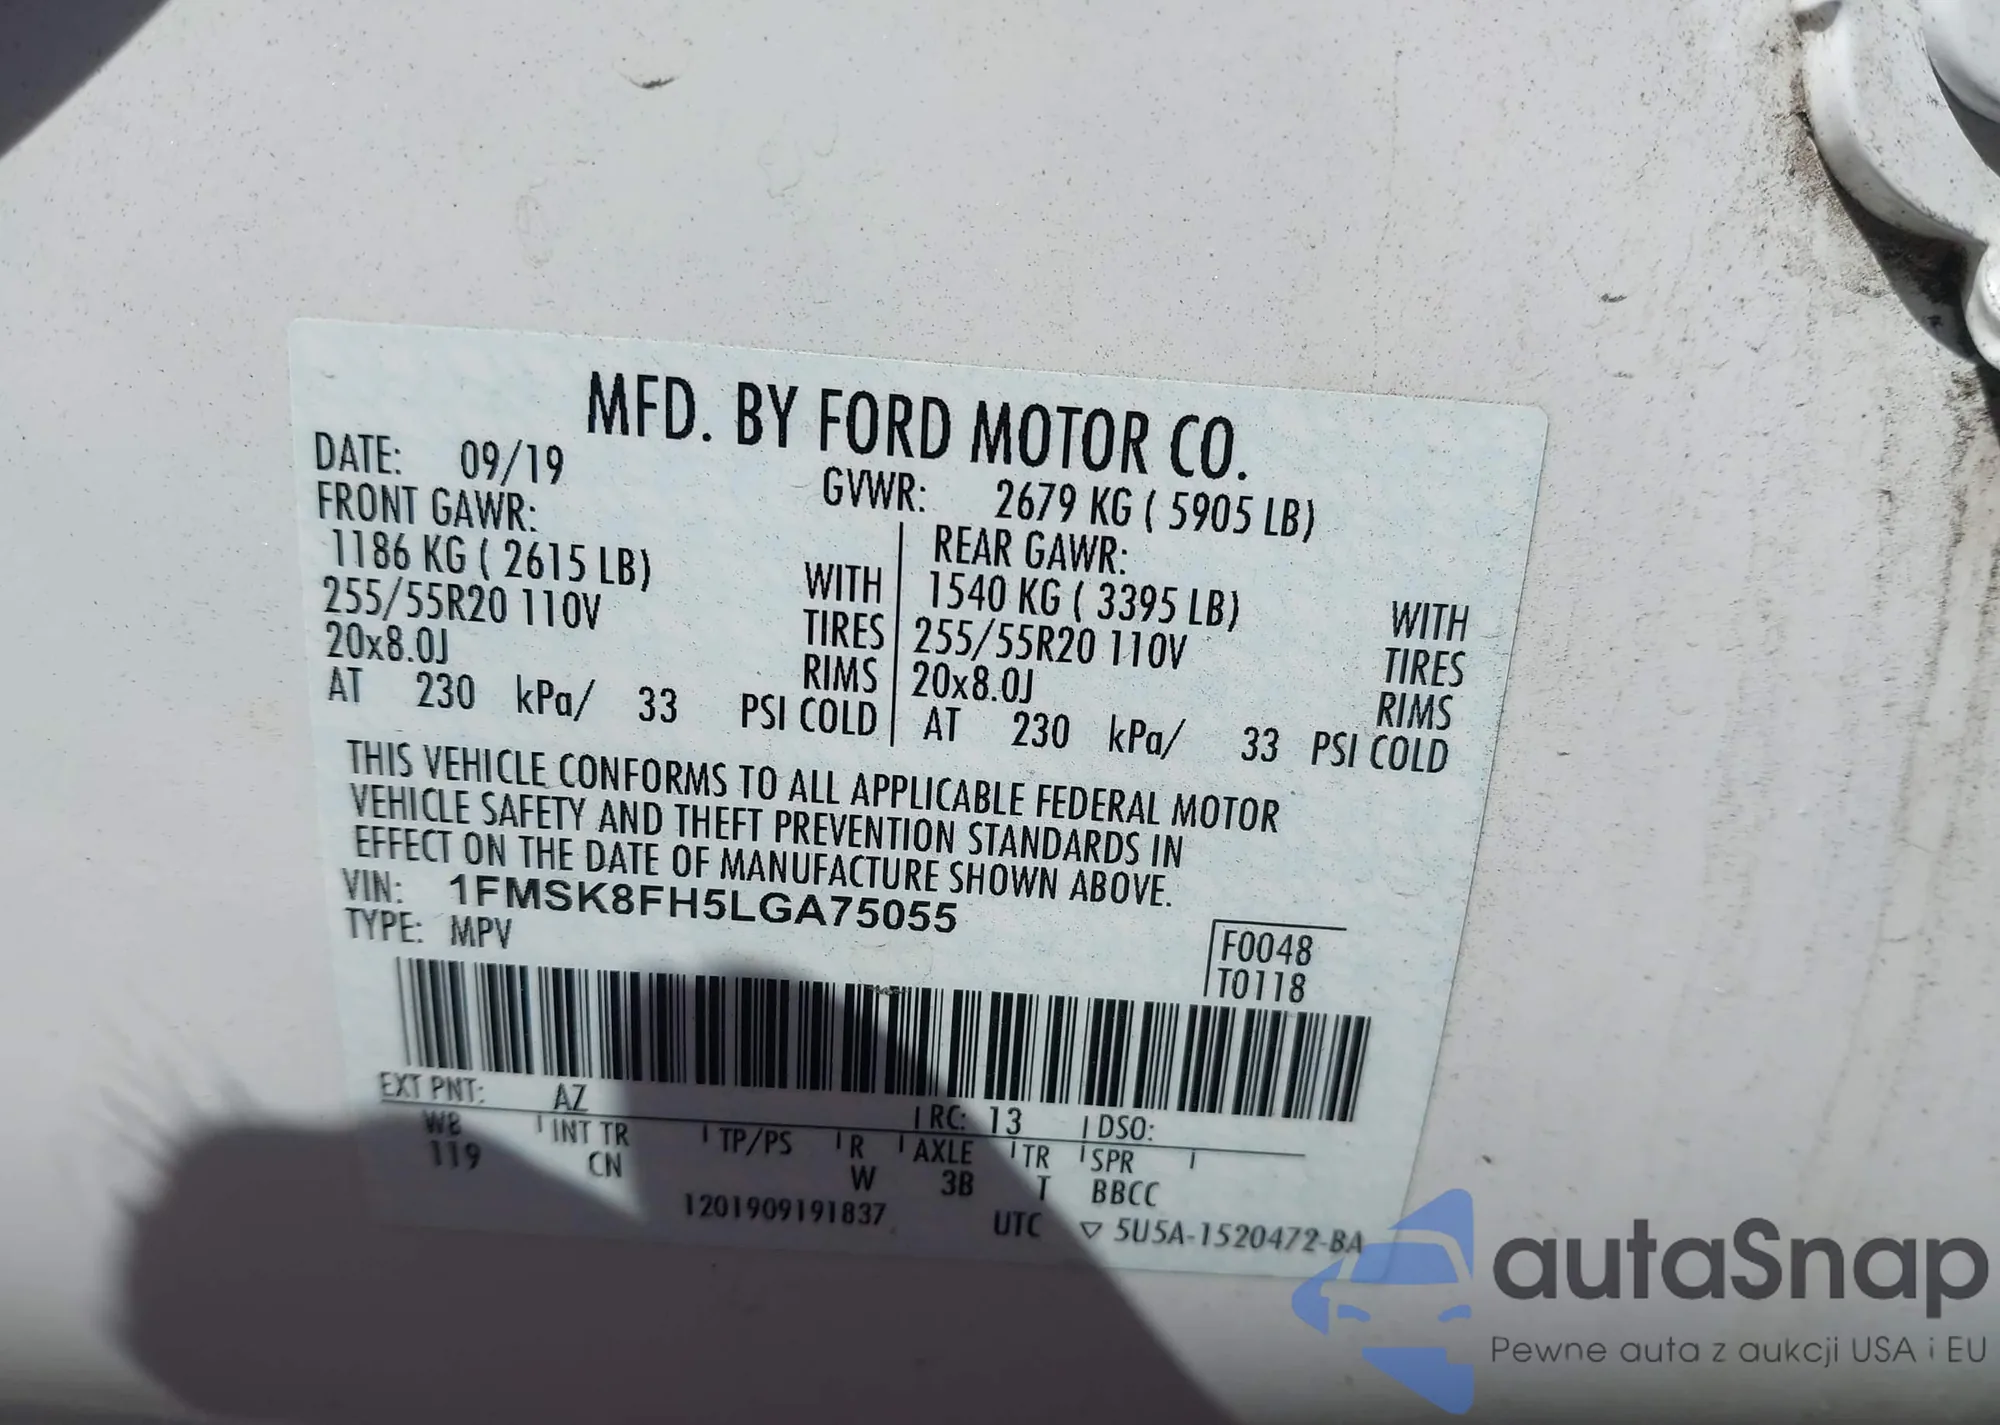 MFD. BY FORD MOTOR CO.
DATE: 09/19 GVWR: 2679 KG ( 5905 LB)
FRONT GAWR: REAR GAWR:
1186 KG ( 2615 LB) WITH 1540 KG ( 3395 LB) WITH
255/55R20 110V TIRES 255/55R20 110V TIRES
20x8.0J RIMS 20x8.0J RIMS
AT 230 kPa/ 33 PSI COLD AT 230 kPa/ 33 PSI COLD
THIS VEHICLE CONFORMS TO ALL APPLICABLE FEDERAL MOTOR
VEHICLE SAFETY AND THEFT PREVENTION STANDARDS IN
EFFECT ON THE DATE OF MANUFACTURE SHOWN ABOVE.
VIN: 1FMSK8FH5LGA75055
TYPE: MPV
F0048
T0118
EXT PNT: AZ RC: 13 DSO:
W8 INT TR TP/PS R AXLE TR SPR
119 CN W 3B T BBCC
1201909191837 UTC ▽ 5U5A-1520472-BA
autaSnap
Pewne auta z aukcji USA i EU